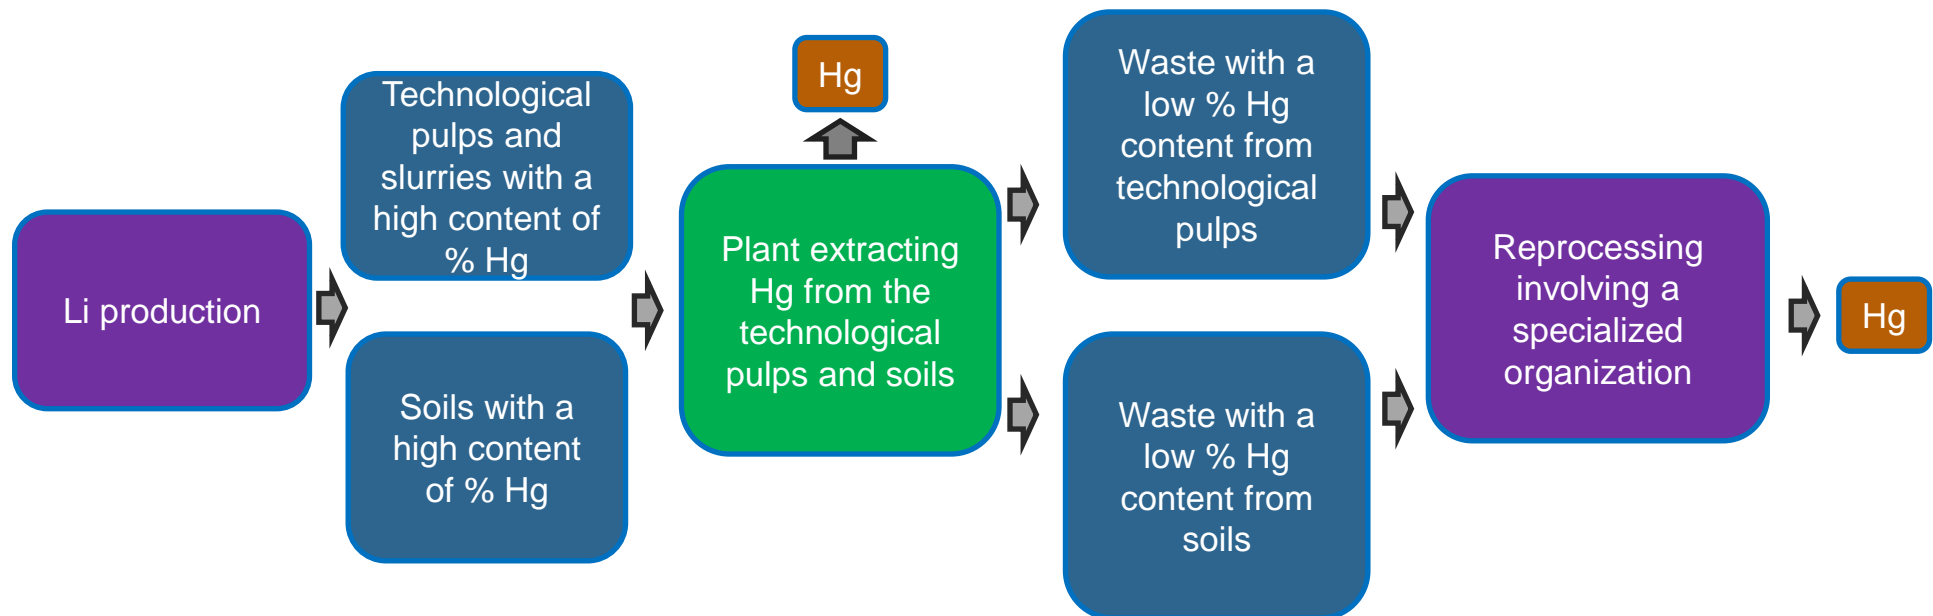 Li production
Technological
pulps and
slurries with a
high content of
% Hg
Soils with a
high content
of % Hg
Hg
Plant extracting
Hg from the
technological
pulps and soils
Waste with a
low % Hg
content from
technological
pulps
Waste with a
low % Hg
content from
soils
Reprocessing
involving a
specialized
organization
Hg